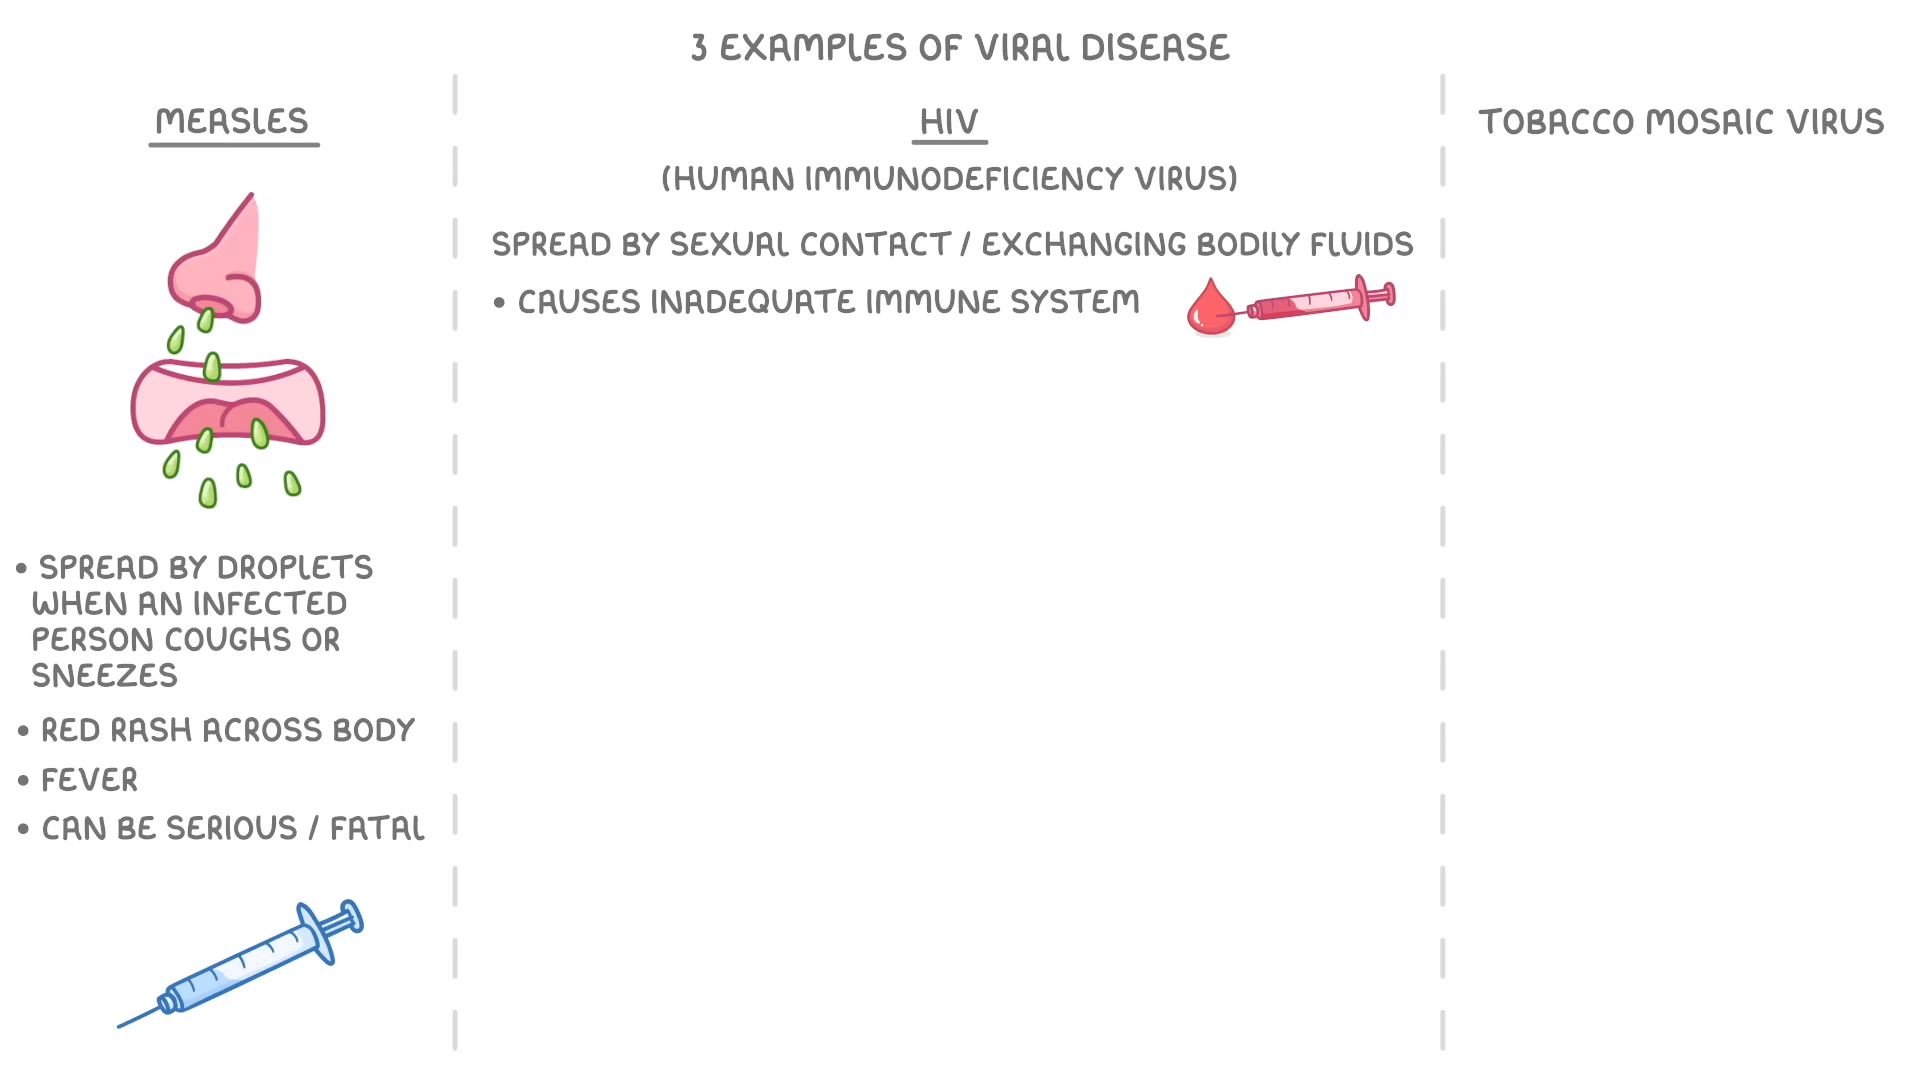 3 EXAMPLES OF VIRAL DISEASE
MEASLES
• SPREAD BY DROPLETS
WHEN AN INFECTED
PERSON COUGHS OR
SNEEZES
• RED RASH ACROSS BODY
• FEVER
• CAN BE SERIOUS / FATAL
HIV
(HUMAN IMMUNODEFICIENCY VIRUS)
SPREAD BY SEXUAL CONTACT / EXCHANGING BODILY FLUIDS
• CAUSES INADEQUATE IMMUNE SYSTEM
TOBACCO MOSAIC VIRUS